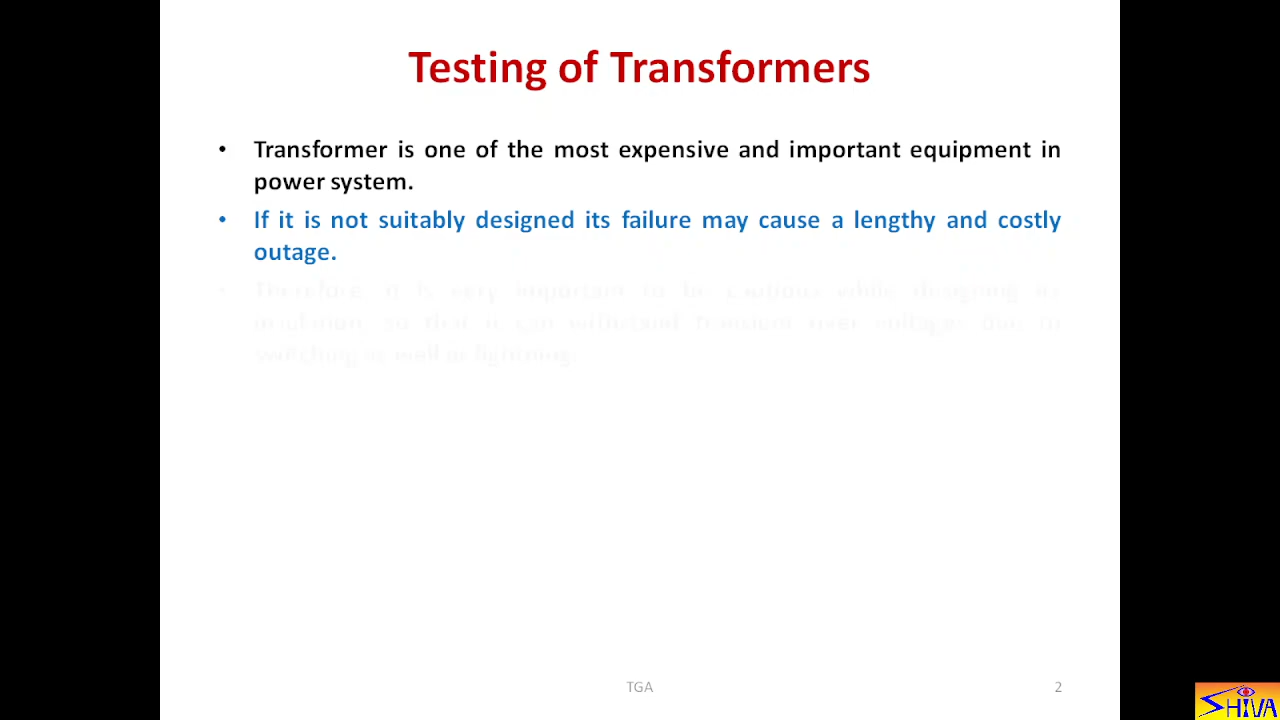 Testing of Transformers
• Transformer is one of the most expensive and important equipment in
power system.
• If it is not suitably designed its failure may cause a lengthy and costly
outage.
• Therefore, it is very important to be cautious while designing its
insulation, so that it can withstand transient over voltages due to
switching as well as lightning.
TGA
2
SHIVA